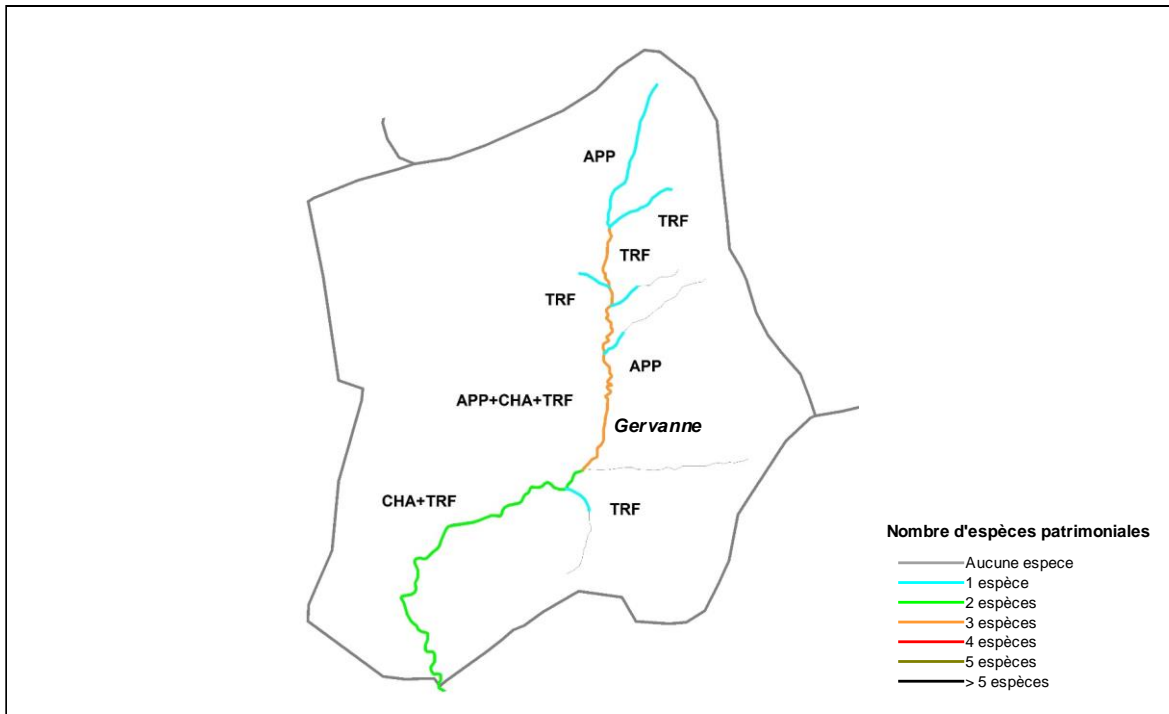 APP
TRF
TRF
TRF
APP
APP+CHA+TRF
Gervanne
CHA+TRF
TRF
Nombre d'espèces patrimoniales
Aucune espece
1 espèce
2 espèces
3 espèces
4 espèces
5 espèces
> 5 espèces